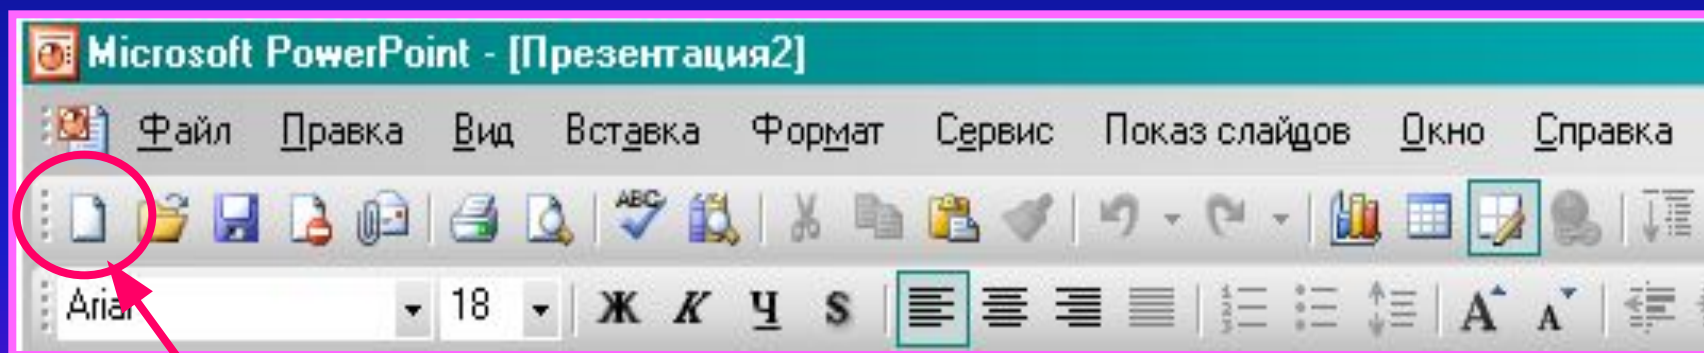 Microsoft PowerPoint - [Презентация2]
Файл Правка Вид Вставка Формат Сервис Показ слайдов Окно Справка
ABC
Arial 18 Ж К Ч S A A